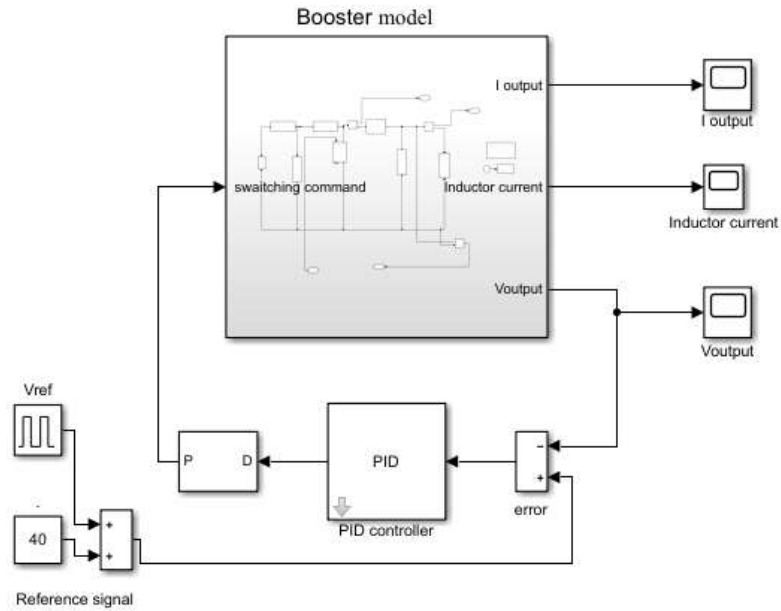 Booster model
I output
I output
swaitching command
Inductor current
Inductor current
Voutput
Voutput
Vref
P
D
PID
-
+
error
PID controller
.
40
+
+
Reference signal